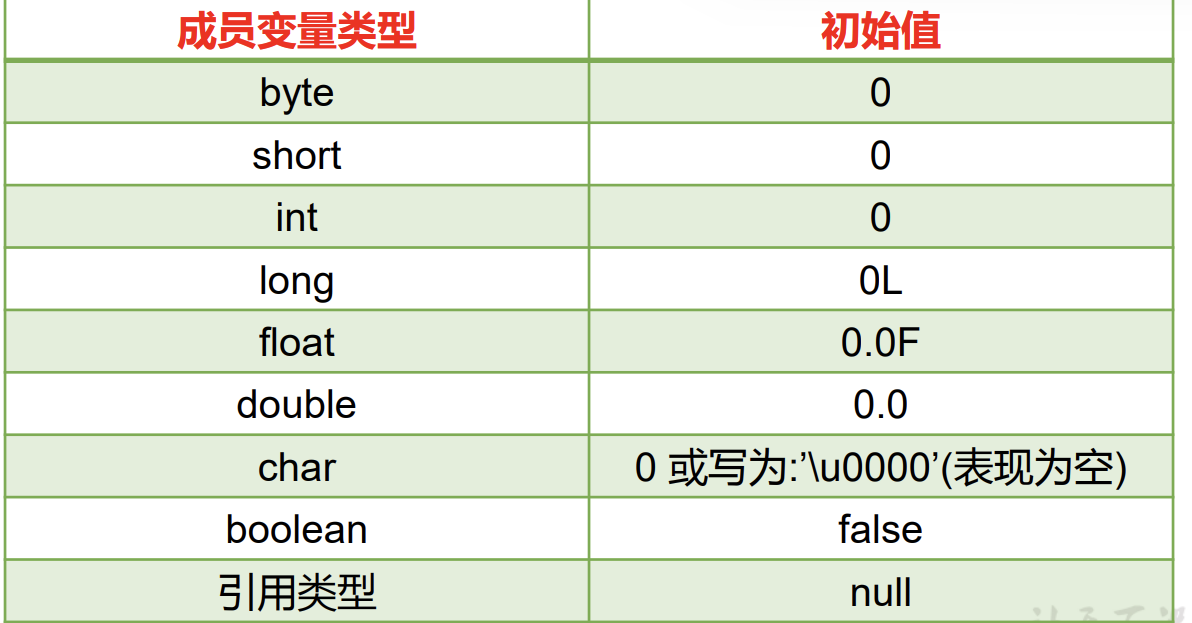 成员变量类型 初始值
byte 0
short 0
int 0
long 0L
float 0.0F
double 0.0
char 0 或写为:’\u0000’(表现为空)
boolean false
引用类型 null